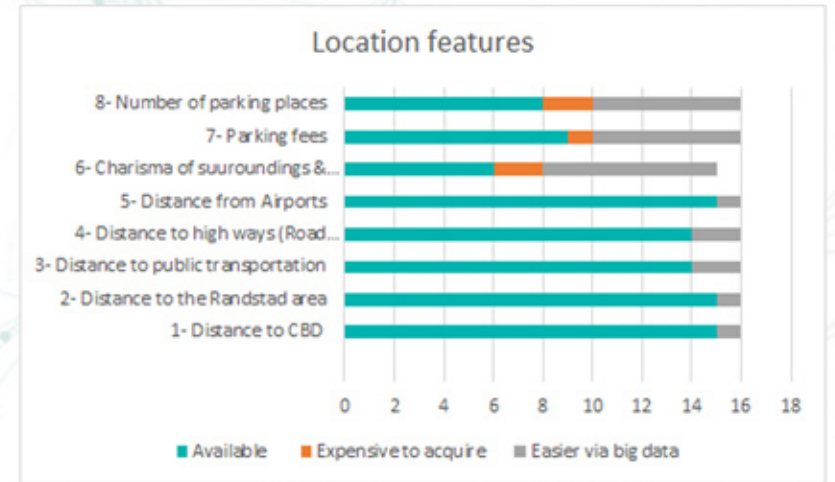 Location features
8- Number of parking places
7- Parking fees
6- Charisma of suuroundings &...
5- Distance from Airports
4- Distance to high ways (Road...
3- Distance to public transportation
2- Distance to the Randstad area
1- Distance to CBD
0 2 4 6 8 10 12 14 16 18
Available Expensive to acquire Easier via big data